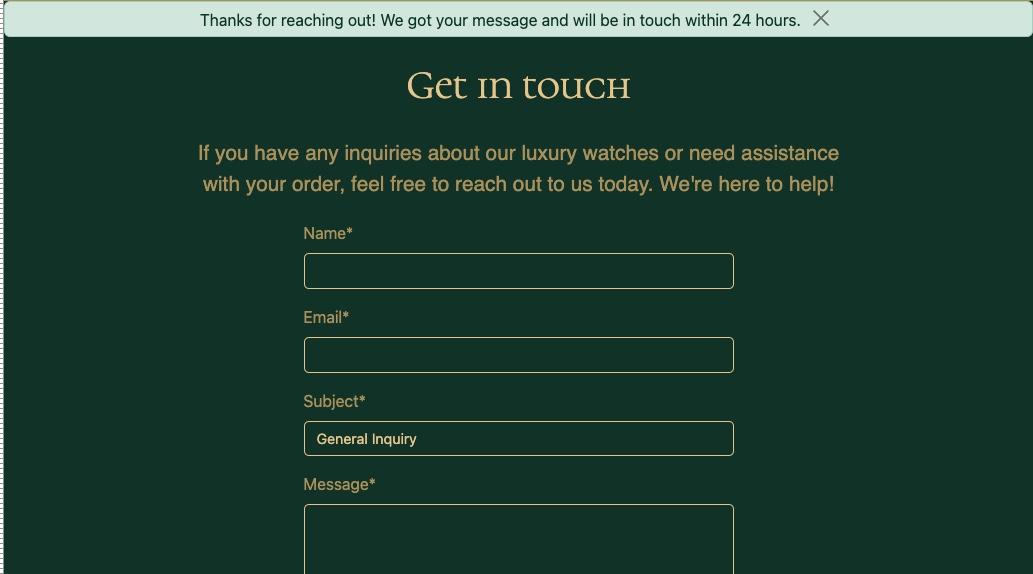 Thanks for reaching out! We got your message and will be in touch within 24 hours.
Get in touch
If you have any inquiries about our luxury watches or need assistance
with your order, feel free to reach out to us today. We're here to help!
Name*
Email*
Subject*
General Inquiry
Message*